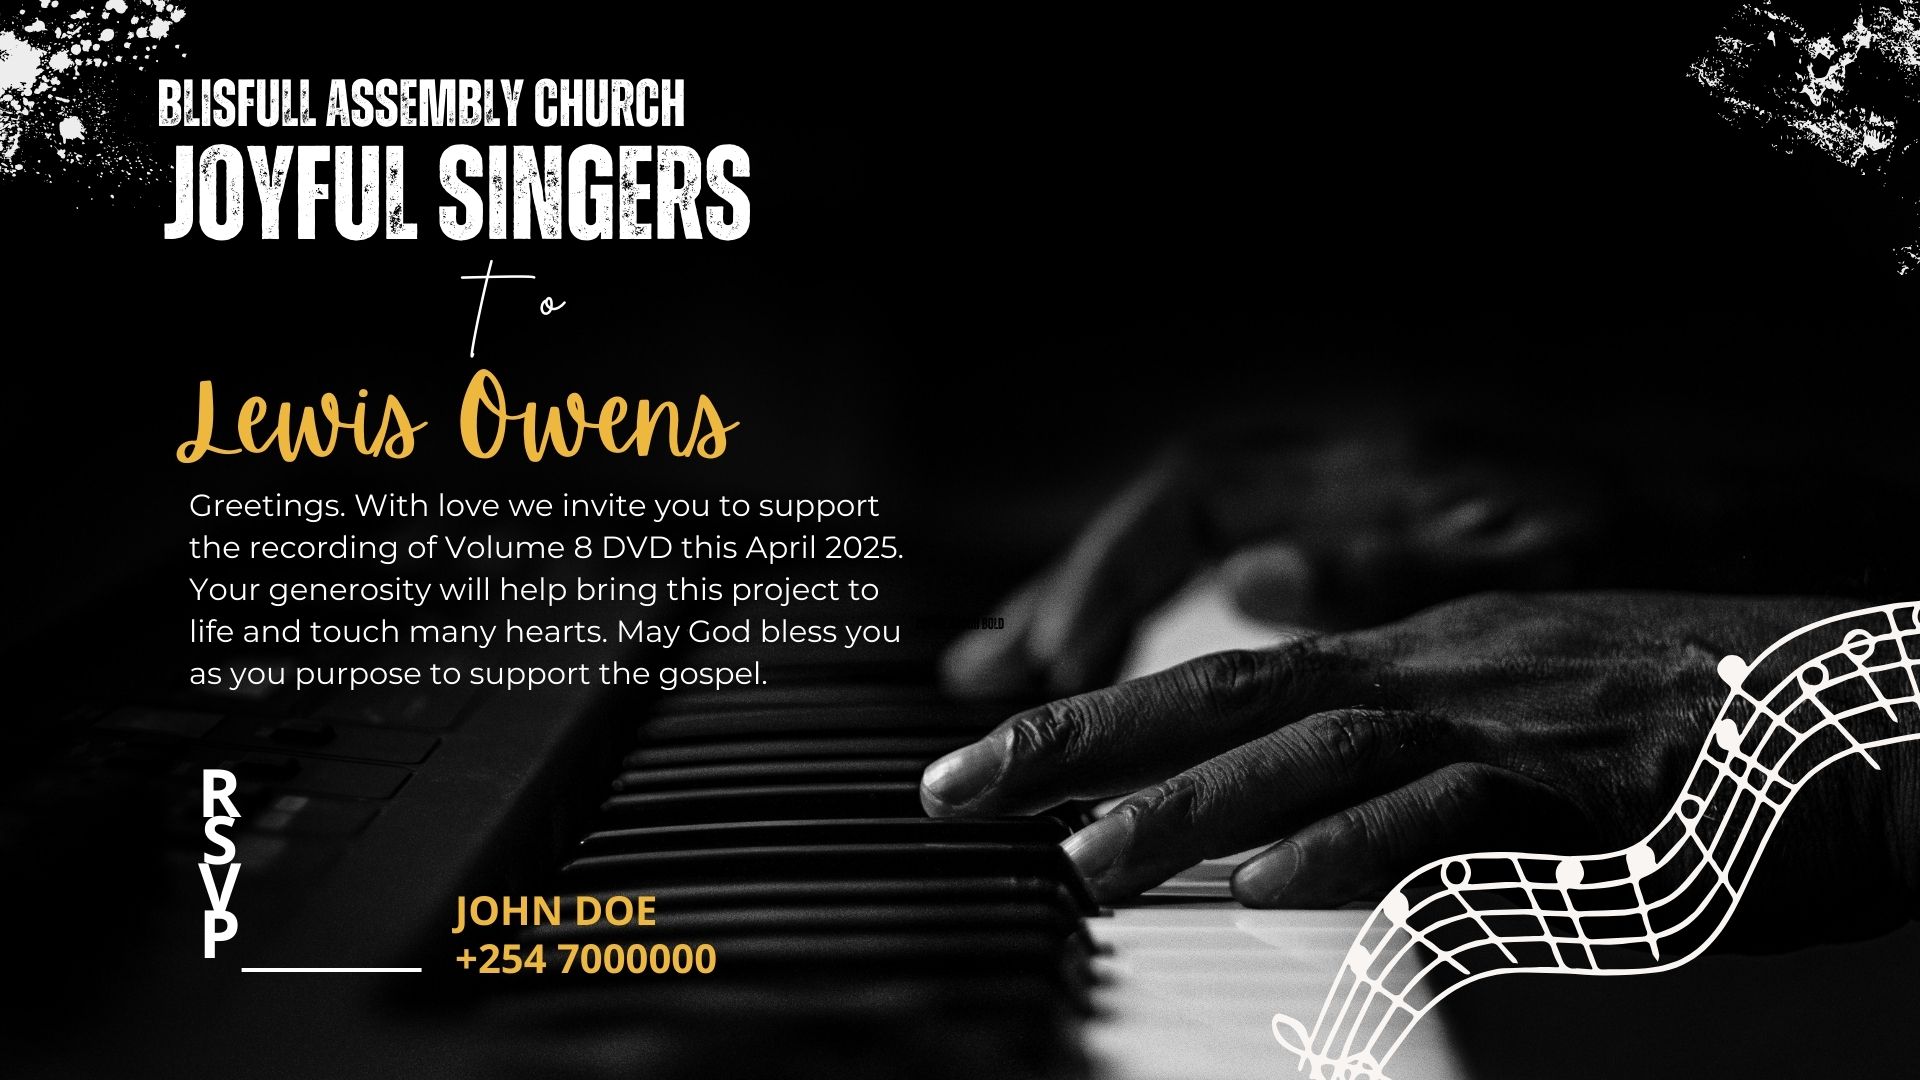 BLISFULL ASSEMBLY CHURCH
JOYFUL SINGERS
To
Lewis Owens
Greetings. With love we invite you to support
the recording of Volume 8 DVD this April 2025.
Your generosity will help bring this project to
life and touch many hearts. May God bless you
as you purpose to support the gospel.
RSVP
JOHN DOE
+254 7000000
BOLD